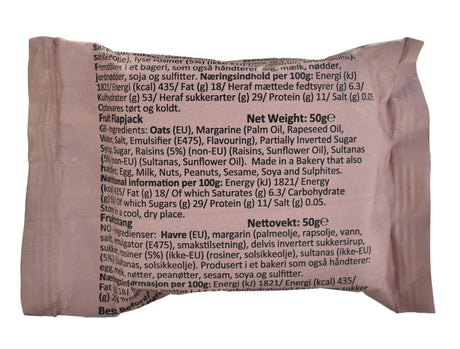 solsikkeolie), lyse rosiner (5%) (ikke-EU)
Fremstillet i et bageri, som også håndterer: æg, mælk, nødder,
jordnødder, soja og sulfitter. Næringsindhold per 100g: Energi (kJ)
1821/ Energi (kcal) 435/ Fat (g) 18/ Heraf mættede fedtsyrer (g) 6.3/
Kulhydrater (g) 53/ Heraf sukkerarter (g) 29/ Protein (g) 11/ Salt (g) 0.05.
Opbevares tørt og koldt.
Fruit Flapjack Net Weight: 50g℮
GB-Ingredients: Oats (EU), Margarine (Palm Oil, Rapeseed Oil,
Water, Salt, Emulsifier (E475), Flavouring), Partially Inverted Sugar
Syrup, Sugar, Raisins (5%) (non-EU) (Raisins, Sunflower Oil), Sultanas
(5%) (non-EU) (Sultanas, Sunflower Oil). Made in a Bakery that also
Handles; Egg, Milk, Nuts, Peanuts, Sesame, Soya and Sulphites.
Nutritional information per 100g: Energy (kJ) 1821/ Energy
435/ Fat (g) 18/ Of which Saturates (g) 6.3/ Carbohydrate
(g) 53/ Of which Sugars (g) 29/ Protein (g) 11/ Salt (g) 0.05.
Store in a cool, dry place.
Fruktstang Nettovekt: 50g℮
NO-Ingredienser: Havre (EU), margarin (palmeolje, rapsolje, vann,
salt, emulgator (E475), smakstilsetning), delvis invertert sukkersirup,
sukker, rosiner (5%) (ikke-EU) (rosiner, solsikkeolje), sultanas (5%)
(ikke-EU) (sultanas, solsikkeolje). Produsert i et bakeri som også håndterer:
egg, melk, nøtter, peanøtter, sesam, soya og sulfitter.
Næringsinformasjon per 100g: Energi (kJ) 1821/ Energi (kcal) 435/
Fat (g) 18/
Best Before